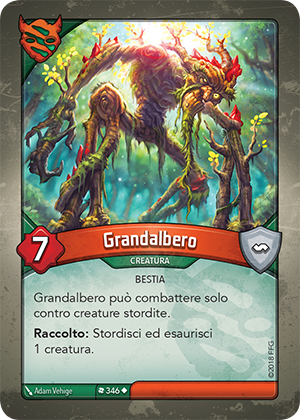 7
Grandalbero
CREATURA
BESTIA
Grandalbero può combattere solo
contro creature stordite.
Raccolto: Stordisci ed esaurisci
1 creatura.
Adam Vehige
346
©2018 FFG